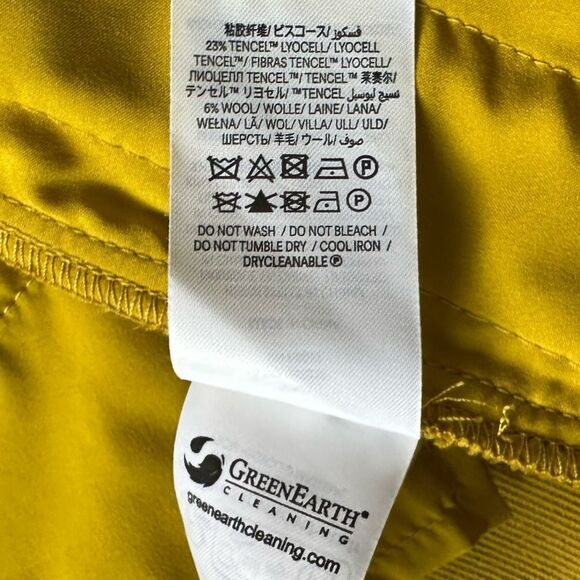 粘胶纤维/ ビスコース/ فسكوز/
23% TENCEL™ LYOCELL/ LYOCELL
TENCEL™/ FIBRAS TENCEL™ LYOCELL/
ЛИОЦЕЛЛ TENCEL™/ TENCEL™ 莱赛尔/
テンセル™ リヨセル/ ™TENCEL نسيج ليوسيل
6% WOOL/ WOLLE/ LAINE/ LANA/
WEŁNA/ LÃ/ WOL/ VILLA/ ULL/ ULD/
ШЕРСТЬ/ 羊毛/ ウール/ صوف/
P
P
DO NOT WASH / DO NOT BLEACH /
DO NOT TUMBLE DRY / COOL IRON /
DRYCLEANABLE Ⓟ
GREENEARTH®
CLEANING
greenearthcleaning.com